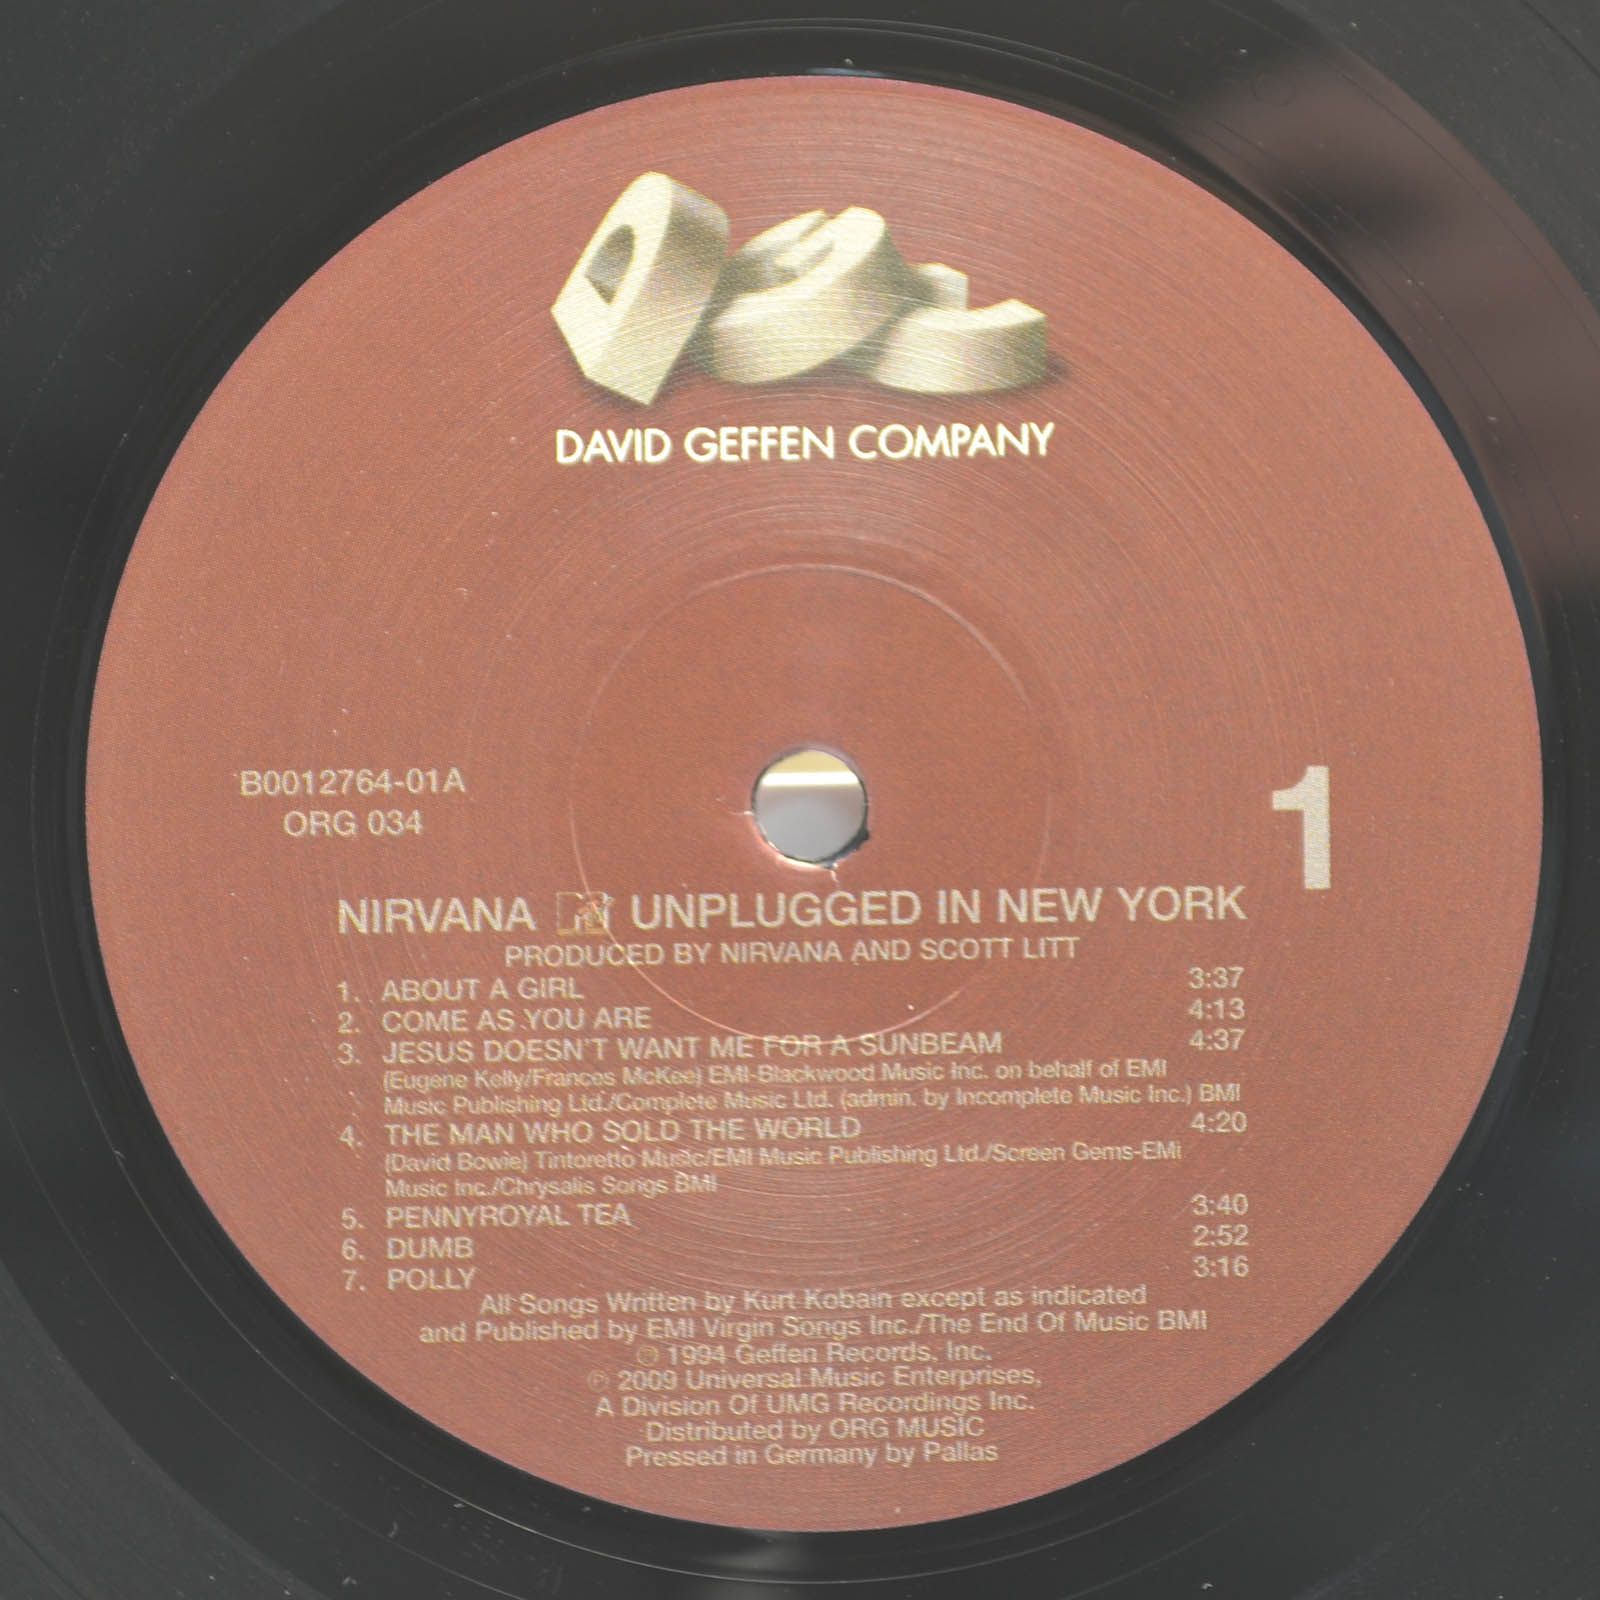 DGC
DAVID GEFFEN COMPANY
B0012764-01A
ORG 034
1
NIRVANA MTV UNPLUGGED IN NEW YORK
PRODUCED BY NIRVANA AND SCOTT LITT
1. ABOUT A GIRL 3:37
2. COME AS YOU ARE 4:13
3. JESUS DOESN'T WANT ME FOR A SUNBEAM 4:37
(Eugene Kelly/Frances McKee) EMI-Blackwood Music Inc. on behalf of EMI
Music Publishing Ltd./Complete Music Ltd. (admin. by Incomplete Music Inc.) BMI
4. THE MAN WHO SOLD THE WORLD 4:20
(David Bowie) Tintoretto Music/EMI Music Publishing Ltd./Screen Gems-EMI
Music Inc./Chrysalis Songs BMI
5. PENNYROYAL TEA 3:40
6. DUMB 2:52
7. POLLY 3:16
All Songs Written by Kurt Kobain except as indicated
and Published by EMI Virgin Songs Inc./The End Of Music BMI
℗ 1994 Geffen Records, Inc.
℗ 2009 Universal Music Enterprises,
A Division Of UMG Recordings Inc.
Distributed by ORG MUSIC
Pressed in Germany by Pallas